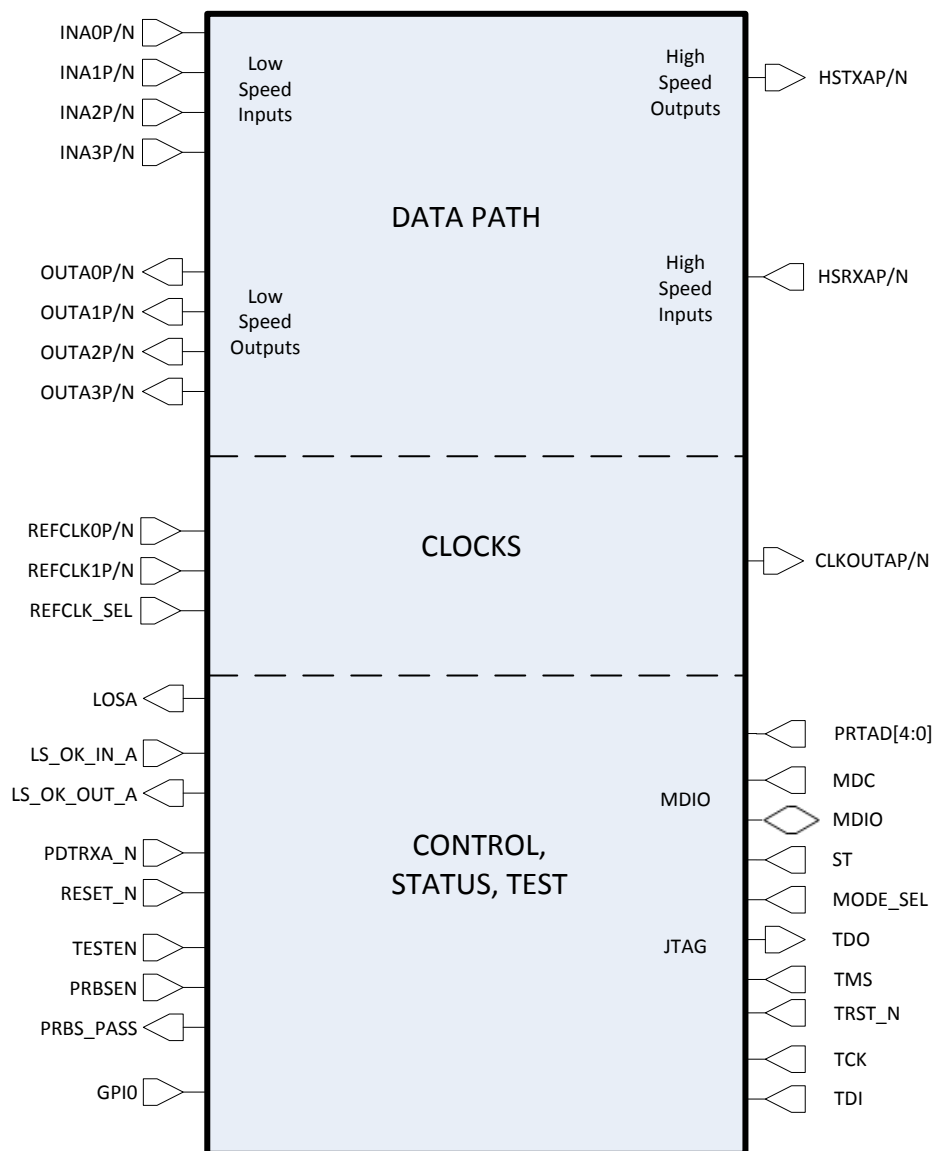 INA0P/N
INA1P/N
INA2P/N
INA3P/N
Low
Speed
Inputs
High
Speed
Outputs
HSTXAP/N
DATA PATH
OUTA0P/N
OUTA1P/N
OUTA2P/N
OUTA3P/N
Low
Speed
Outputs
High
Speed
Inputs
HSRXAP/N
REFCLK0P/N
REFCLK1P/N
REFCLK_SEL
CLOCKS
CLKOUTAP/N
LOSA
LS_OK_IN_A
LS_OK_OUT_A
PDTRXA_N
RESET_N
TESTEN
PRBSEN
PRBS_PASS
GPI0
CONTROL,
STATUS, TEST
MDIO
JTAG
PRTAD[4:0]
MDC
MDIO
ST
MODE_SEL
TDO
TMS
TRST_N
TCK
TDI